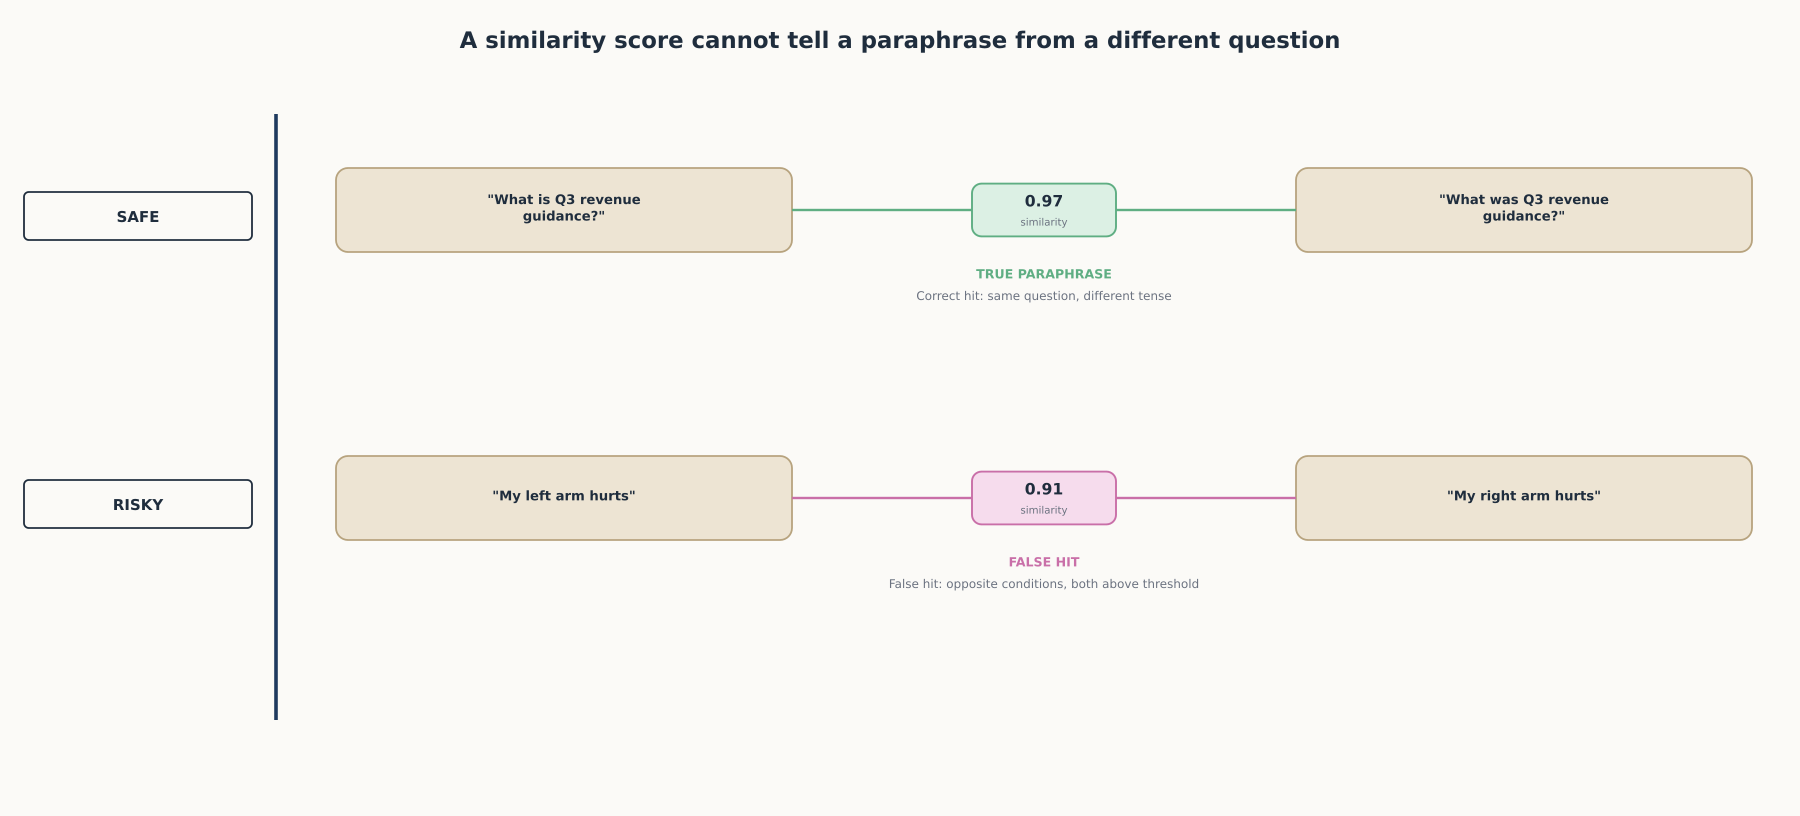 A similarity score cannot tell a paraphrase from a different question
SAFE
"What is Q3 revenue
guidance?"
0.97
similarity
"What was Q3 revenue
guidance?"
TRUE PARAPHRASE
Correct hit: same question, different tense
RISKY
"My left arm hurts"
0.91
similarity
"My right arm hurts"
FALSE HIT
False hit: opposite conditions, both above threshold